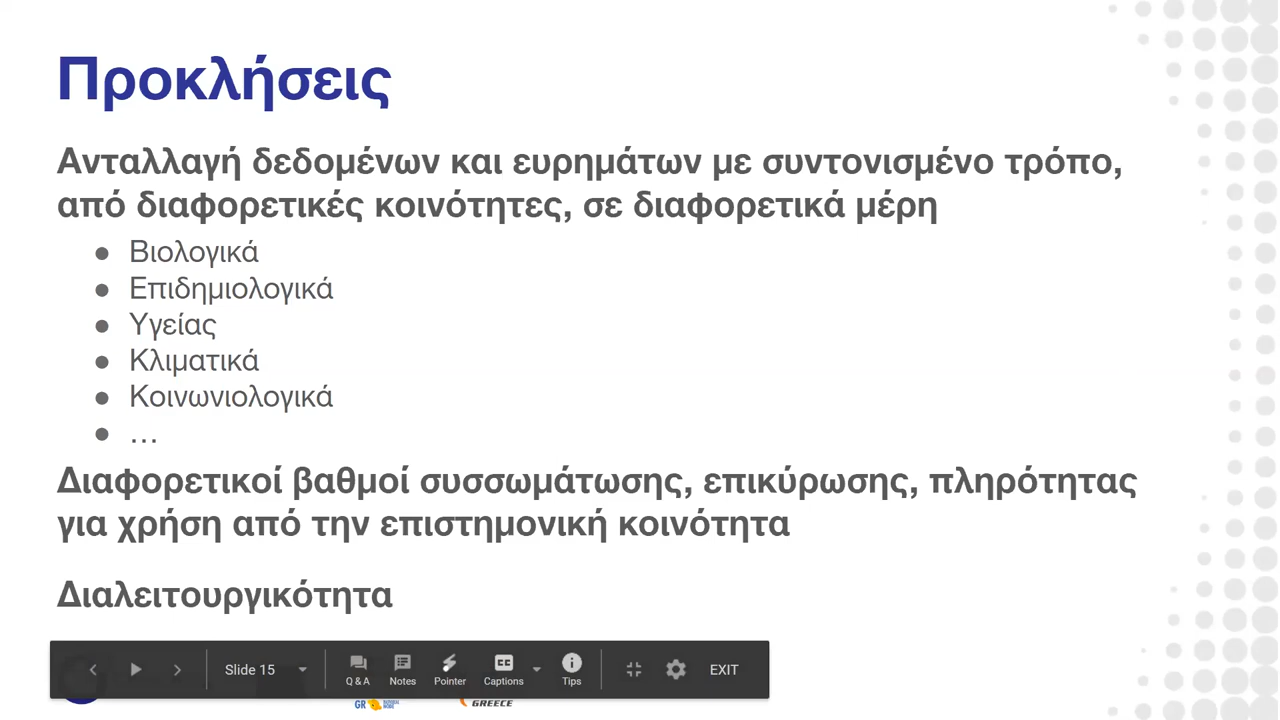 Προκλήσεις
Ανταλλαγή δεδομένων και ευρημάτων με συντονισμένο τρόπο,
από διαφορετικές κοινότητες, σε διαφορετικά μέρη
● Βιολογικά
● Επιδημιολογικά
● Υγείας
● Κλιματικά
● Κοινωνιολογικά
● …
Διαφορετικοί βαθμοί συσσωμάτωσης, επικύρωσης, πληρότητας
για χρήση από την επιστημονική κοινότητα
Διαλειτουργικότητα
Slide 15 Q & A Notes Pointer CC Captions Tips EXIT
GR GREECE